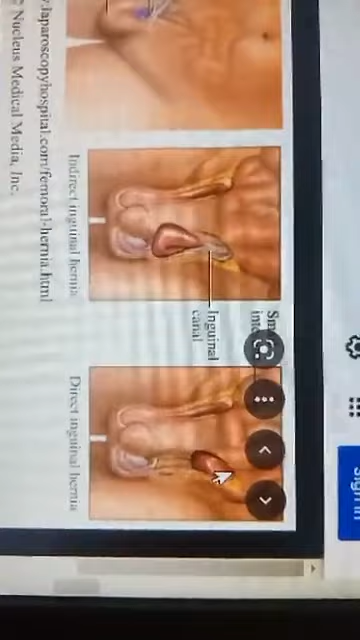 Sign in
Inguinal
canal
Indirect inguinal hernia
Direct inguinal hernia
.laparoscopyhospital.com/femoral-hernia.html
© Nucleus Medical Media, Inc.